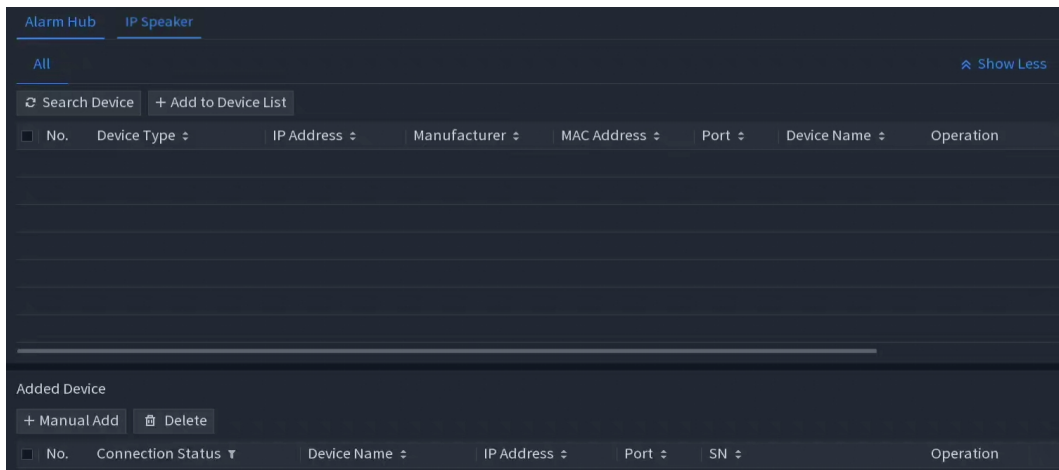 Alarm Hub IP Speaker
All Show Less
Search Device + Add to Device List
No. Device Type IP Address Manufacturer MAC Address Port Device Name Operation
Added Device
+ Manual Add Delete
No. Connection Status Device Name IP Address Port SN Operation